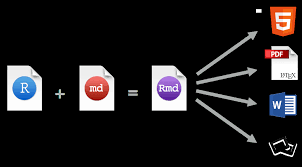 5
PDF
LATEX
W
R + md = Rmd